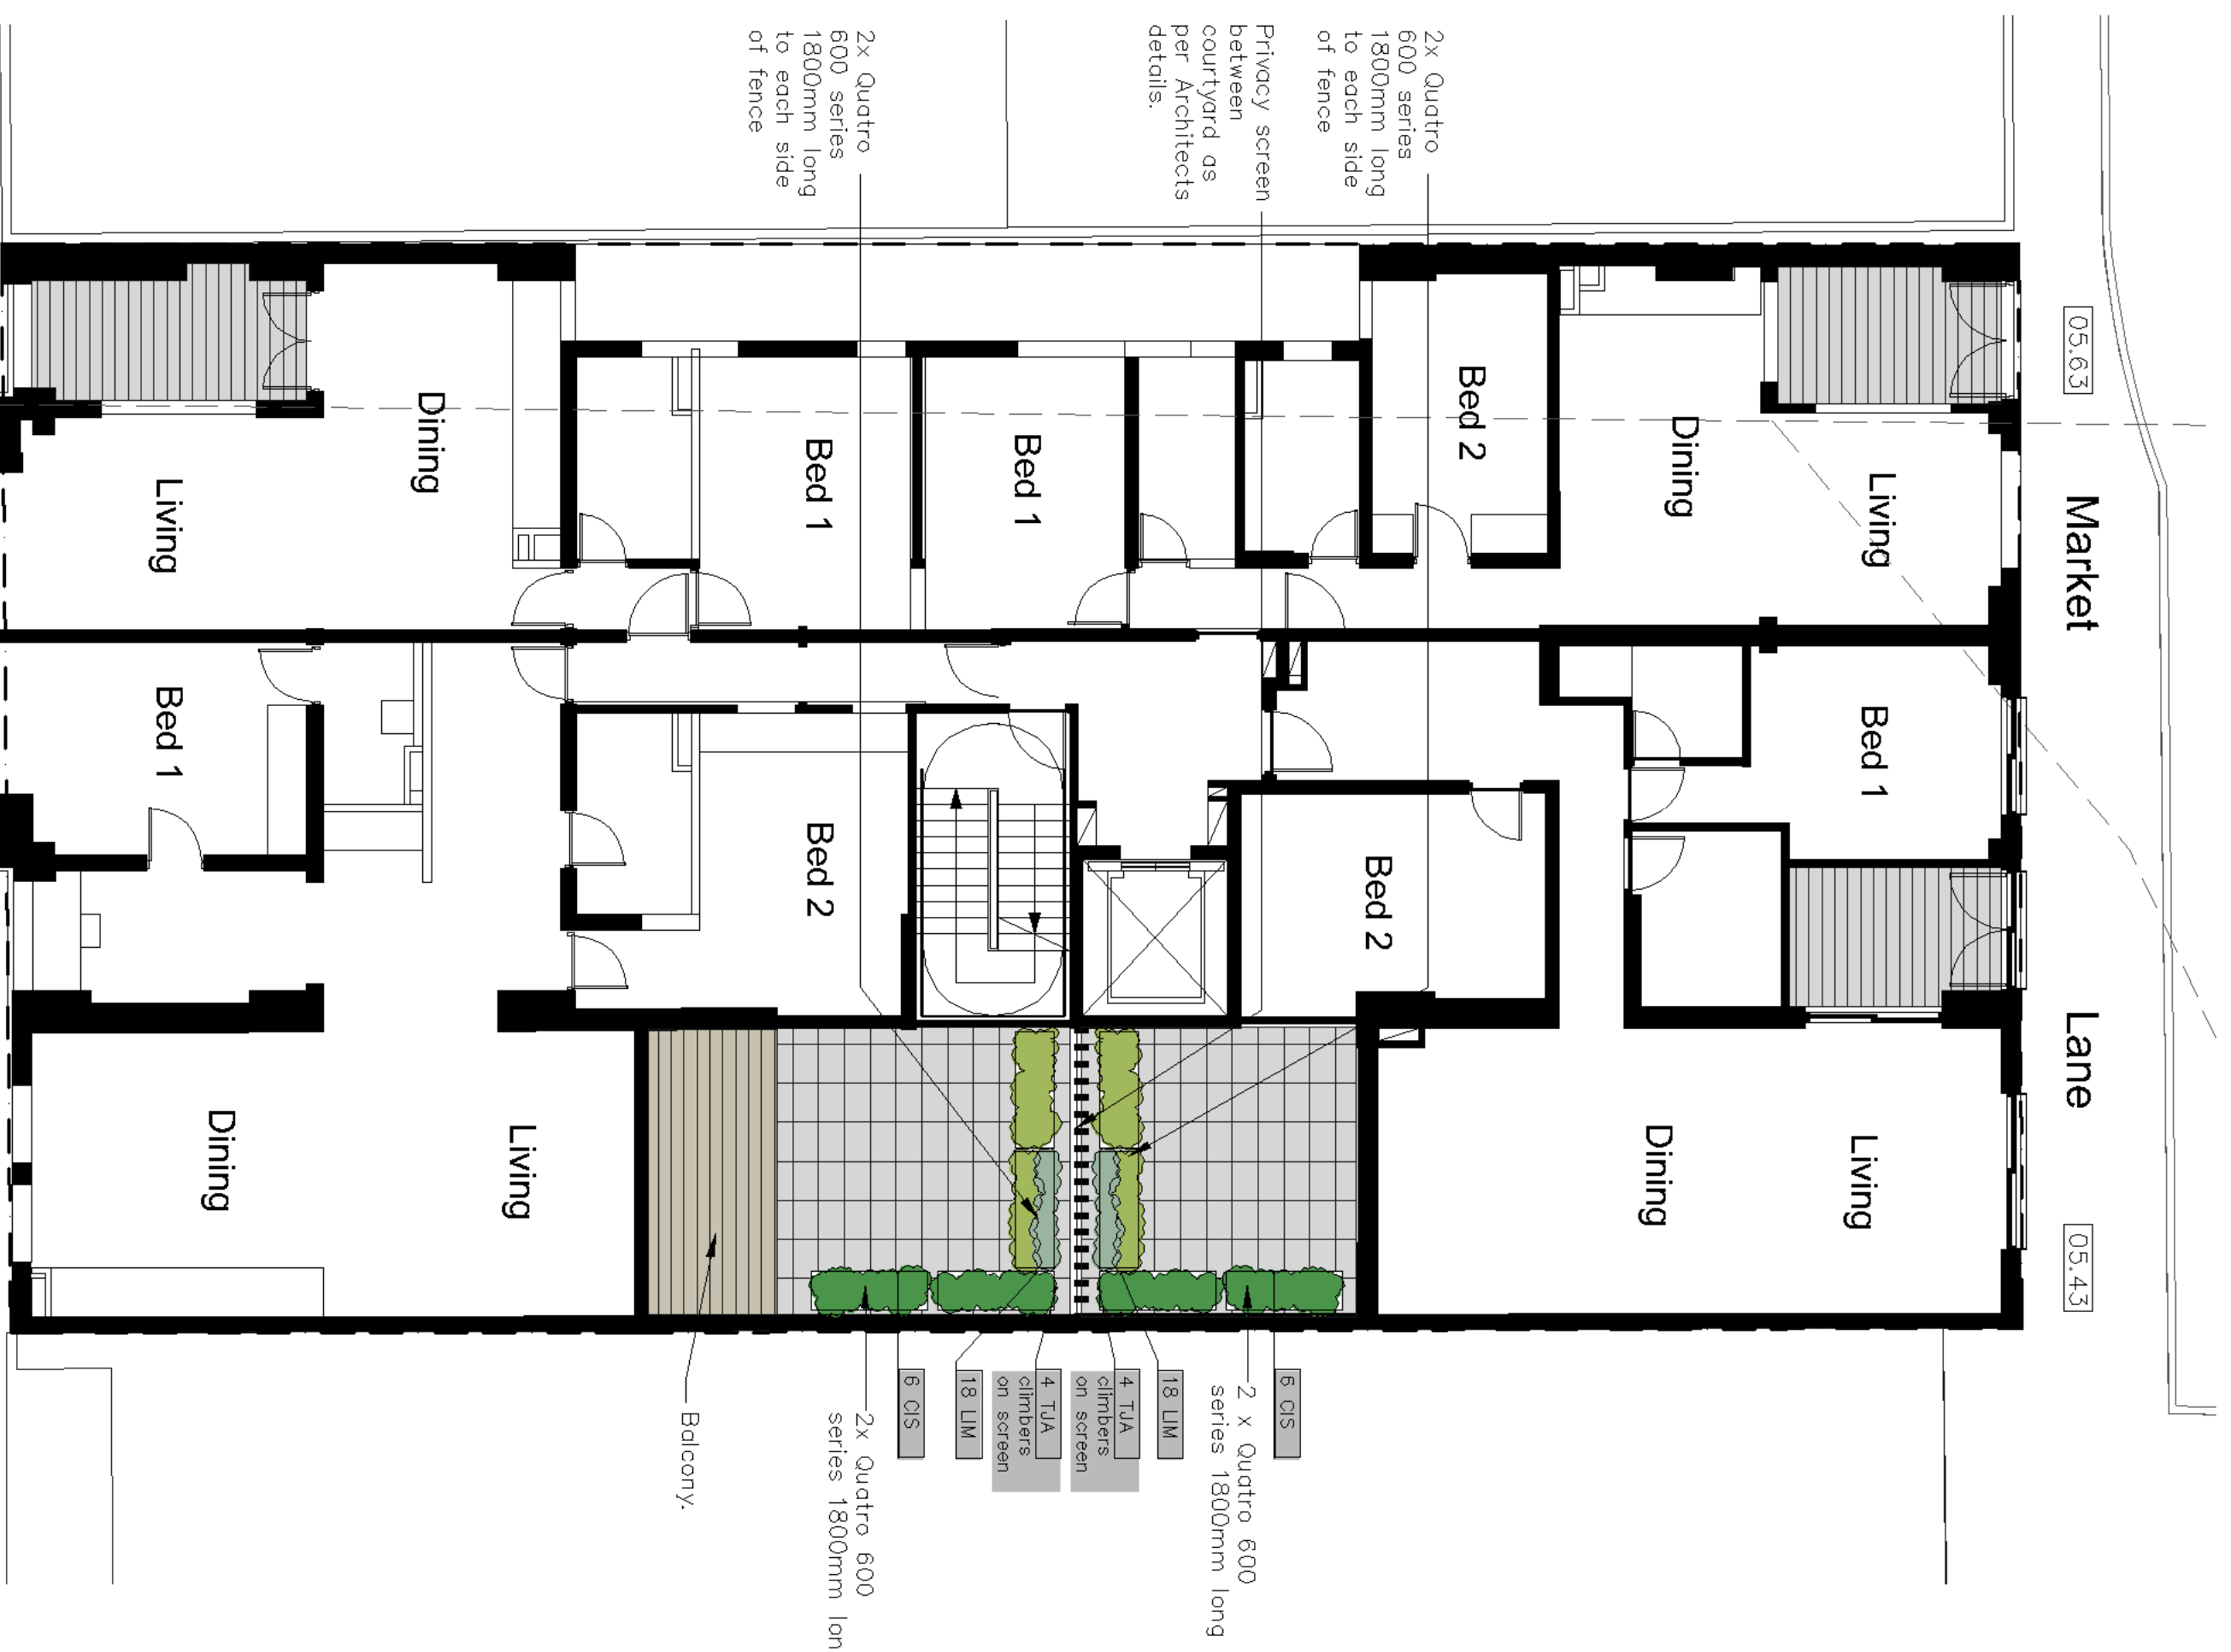 05.63
Market Lane
05.43
Living
Bed 1
Living
Dining
Dining
2x Quatro
600 series
1800mm long
to each side
of fence
Bed 2
Bed 2
6 CIS
2 x Quatro 600
series 1800mm long
Privacy screen
between
courtyard as
per Architects
details.
18 LIM
4 TJA
climbers
on screen
Bed 1
4 TJA
climbers
on screen
18 LIM
6 CIS
2x Quatro
600 series
1800mm long
to each side
of fence
Bed 1
Bed 2
2x Quatro 600
series 1800mm lon
Balcony.
Dining
Living
Living
Bed 1
Dining